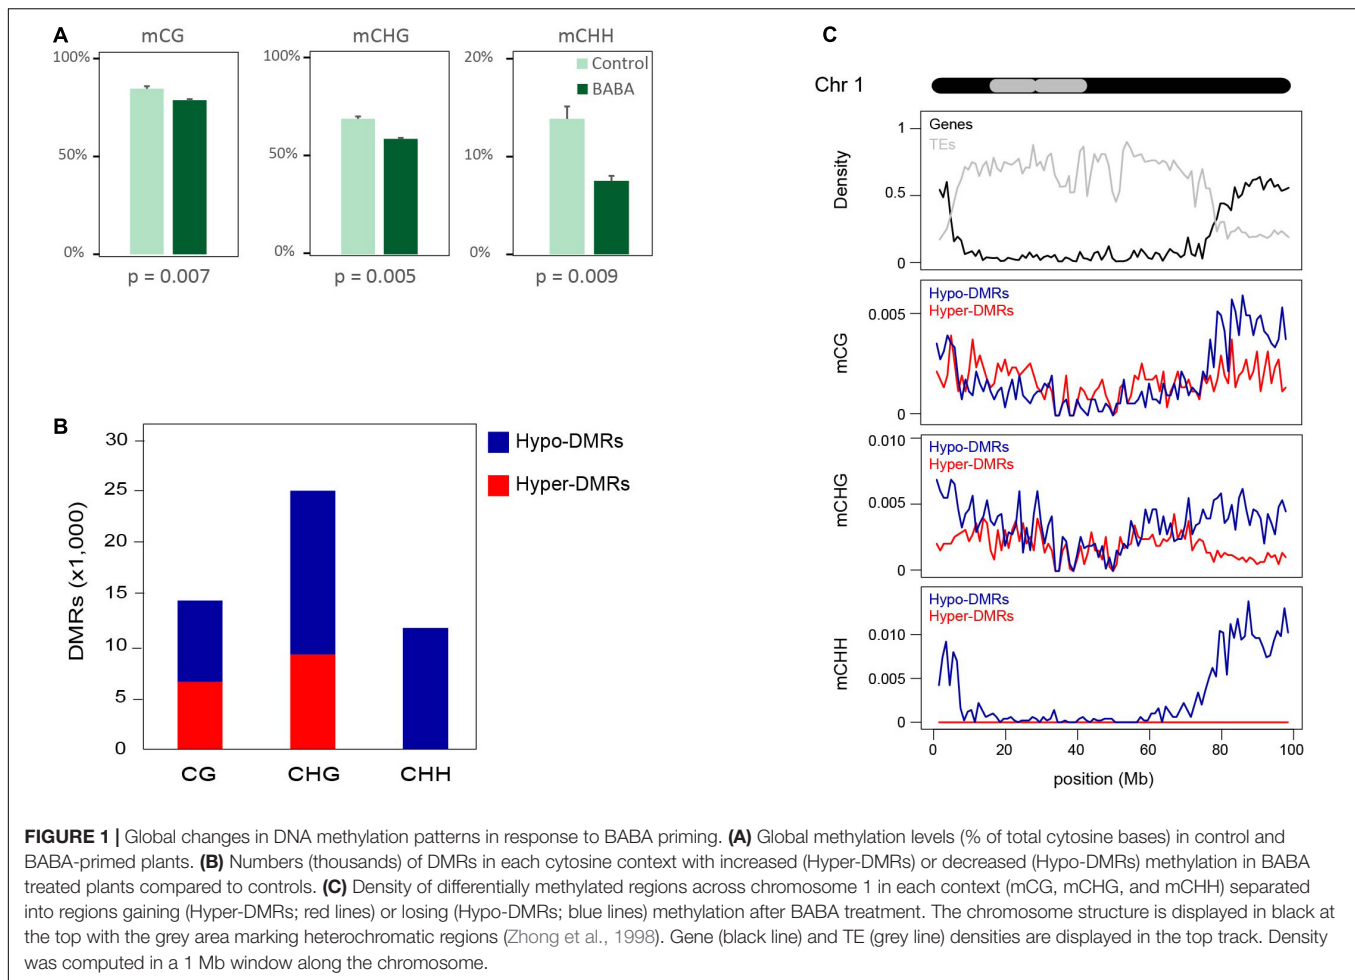 A
mCG
100%
50%
0%
p = 0.007
mCHG
100%
50%
0%
p = 0.005
mCHH
20%
10%
0%
Control
BABA
p = 0.009
B
30
25
20
15
10
5
0
DMRs (x1,000)
CG
CHG
CHH
Hypo-DMRs
Hyper-DMRs
C
Chr 1
Density
1
0.5
0
Genes
TEs
mCG
0.005
0
Hypo-DMRs
Hyper-DMRs
mCHG
0.010
0.005
0
Hypo-DMRs
Hyper-DMRs
mCHH
0.010
0.005
0
Hypo-DMRs
Hyper-DMRs
0 20 40 60 80 100
position (Mb)
FIGURE 1 | Global changes in DNA methylation patterns in response to BABA priming. (A) Global methylation levels (% of total cytosine bases) in control and
BABA-primed plants. (B) Numbers (thousands) of DMRs in each cytosine context with increased (Hyper-DMRs) or decreased (Hypo-DMRs) methylation in BABA
treated plants compared to controls. (C) Density of differentially methylated regions across chromosome 1 in each context (mCG, mCHG, and mCHH) separated
into regions gaining (Hyper-DMRs; red lines) or losing (Hypo-DMRs; blue lines) methylation after BABA treatment. The chromosome structure is displayed in black at
the top with the grey area marking heterochromatic regions (Zhong et al., 1998). Gene (black line) and TE (grey line) densities are displayed in the top track. Density
was computed in a 1 Mb window along the chromosome.